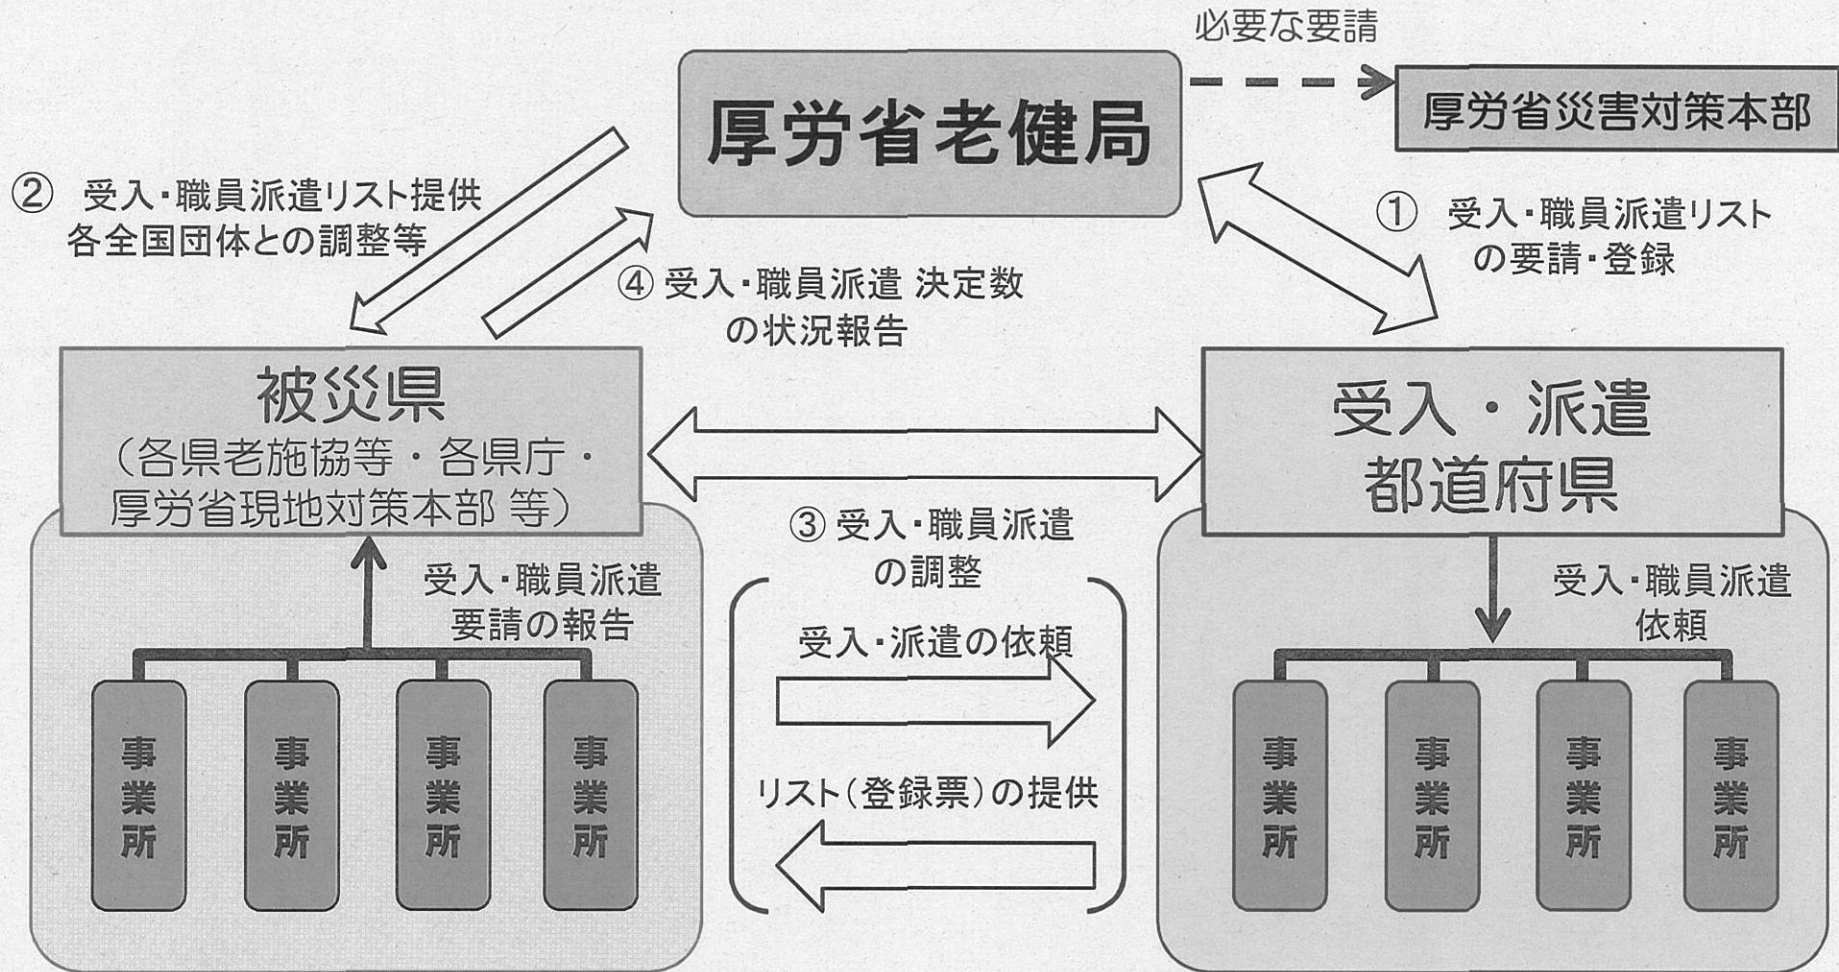 必要な要請
厚労省老健局
厚労省災害対策本部
② 受入・職員派遣リスト提供
各全国団体との調整等
① 受入・職員派遣リスト
の要請・登録
④ 受入・職員派遣 決定数
の状況報告
被災県
（各県老施協等・各県庁・
厚労省現地対策本部 等）
受入・派遣
都道府県
③ 受入・職員派遣
の調整
受入・職員派遣
要請の報告
受入・派遣の依頼
リスト（登録票）の提供
受入・職員派遣
依頼
事業所
事業所
事業所
事業所
事業所
事業所
事業所
事業所